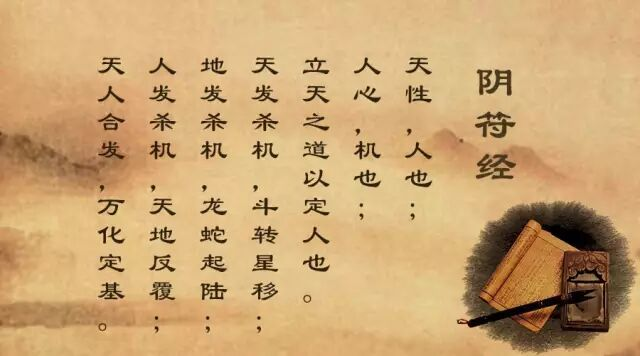 阴符经
天性，人也；
人心，机也；
立天之道以定人也。
天发杀机，斗转星移；
地发杀机，龙蛇起陆；
人发杀机，天地反覆；
天人合发，万化定基。